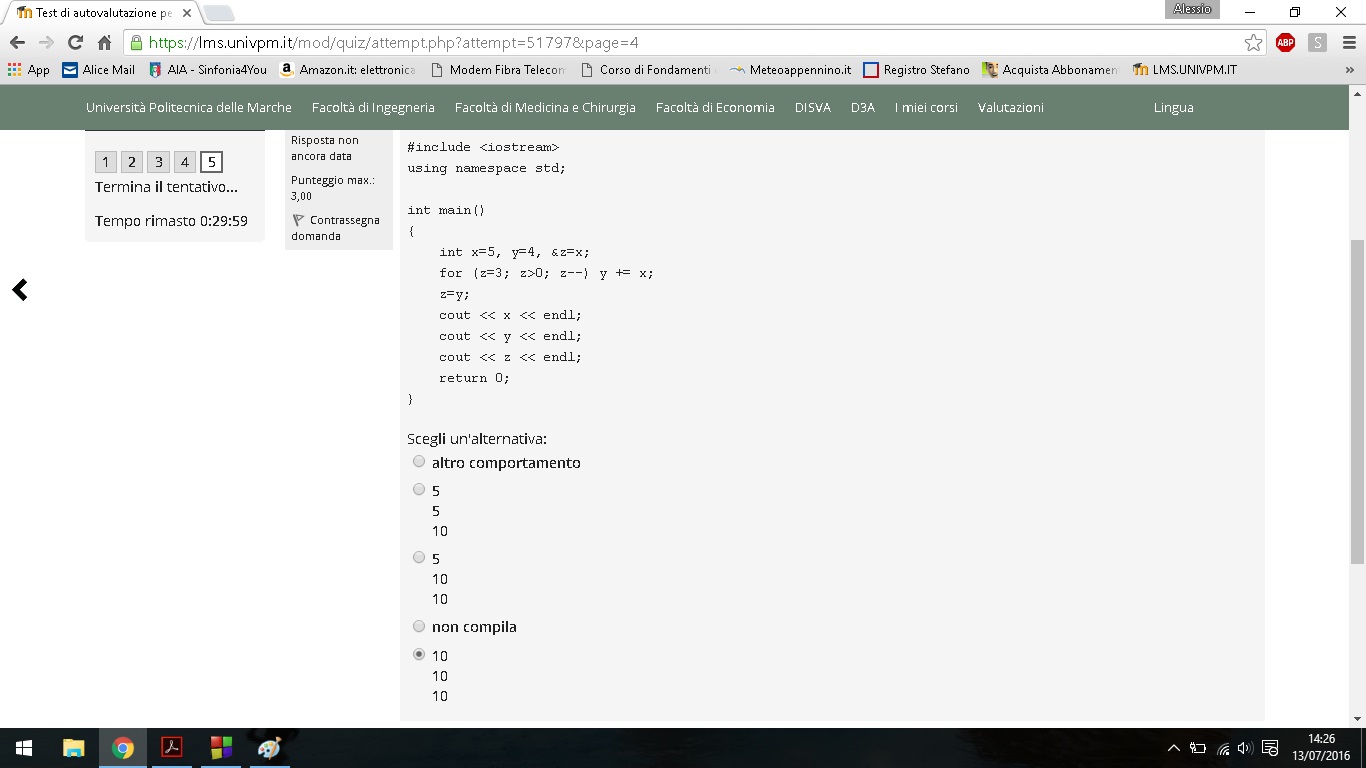 Test di autovalutazione pe
Alessio
https://lms.univpm.it/mod/quiz/attempt.php?attempt=51797&page=4
ABP
S
App
Alice Mail
AIA - Sinfonia4You
Amazon.it: elettronica
Modem Fibra Telecom
Corso di Fondamenti
Meteoappennino.it
Registro Stefano
Acquista Abbonamen
LMS.UNIVPM.IT
»
Università Politecnica delle Marche
Facoltà di Ingegneria
Facoltà di Medicina e Chirurgia
Facoltà di Economia
DISVA
D3A
I miei corsi
Valutazioni
Lingua
1 2 3 4 5
Termina il tentativo...
Tempo rimasto 0:29:59
Risposta non
ancora data
Punteggio max.:
3,00
Contrassegna
domanda
#include <iostream>
using namespace std;
int main()
{
int x=5, y=4, &z=x;
for (z=3; z>0; z--) y += x;
z=y;
cout << x << endl;
cout << y << endl;
cout << z << endl;
return 0;
}
Scegli un'alternativa:
altro comportamento
5
5
10
5
10
10
non compila
10
10
10
14:26
13/07/2016